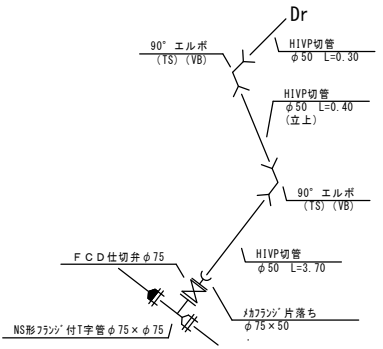 Dr
90° エルボ
(TS) (VB)
HIVP切管
φ50 L=0.30
HIVP切管
φ50 L=0.40
(立上)
90° エルボ
(TS) (VB)
HIVP切管
φ50 L=3.70
ＦＣＤ仕切弁φ75
ﾒｶﾌﾗﾝｼﾞ片落ち
φ75×50
NS形ﾌﾗﾝｼﾞ付T字管φ75×φ75